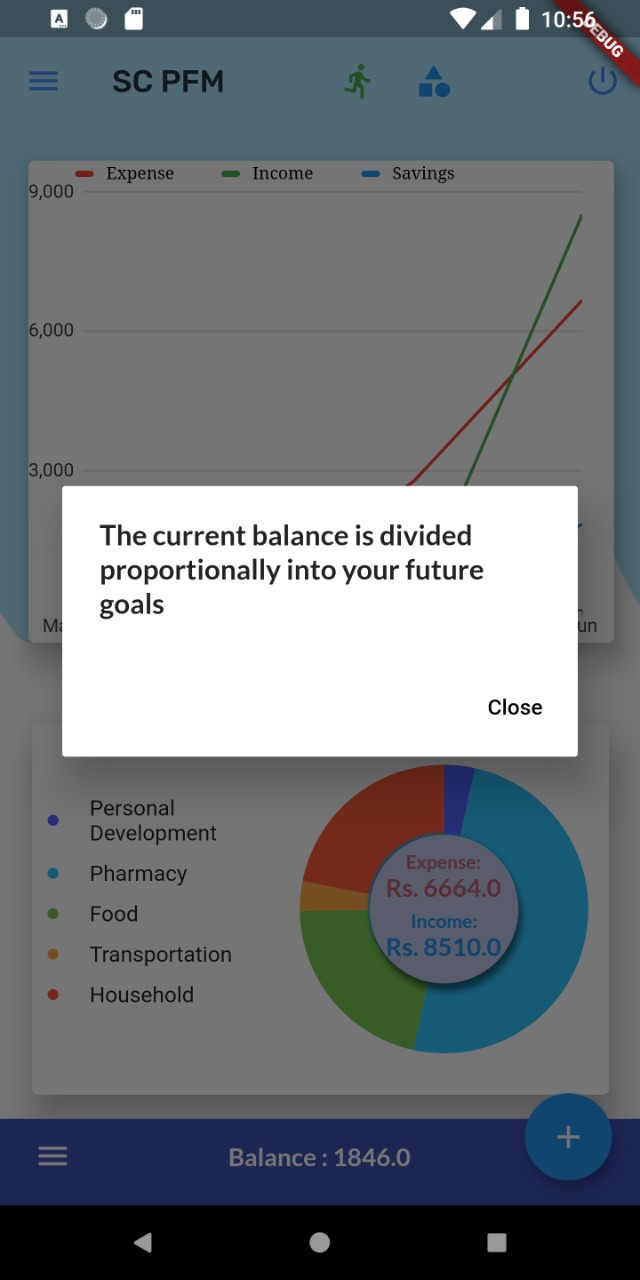 10:56
DEBUG
SC PFM
Expense Income Savings
9,000
6,000
3,000
The current balance is divided
proportionally into your future
goals
Close
Personal
Development
Pharmacy
Food
Transportation
Household
Expense:
Rs. 6664.0
Income:
Rs. 8510.0
Balance : 1846.0